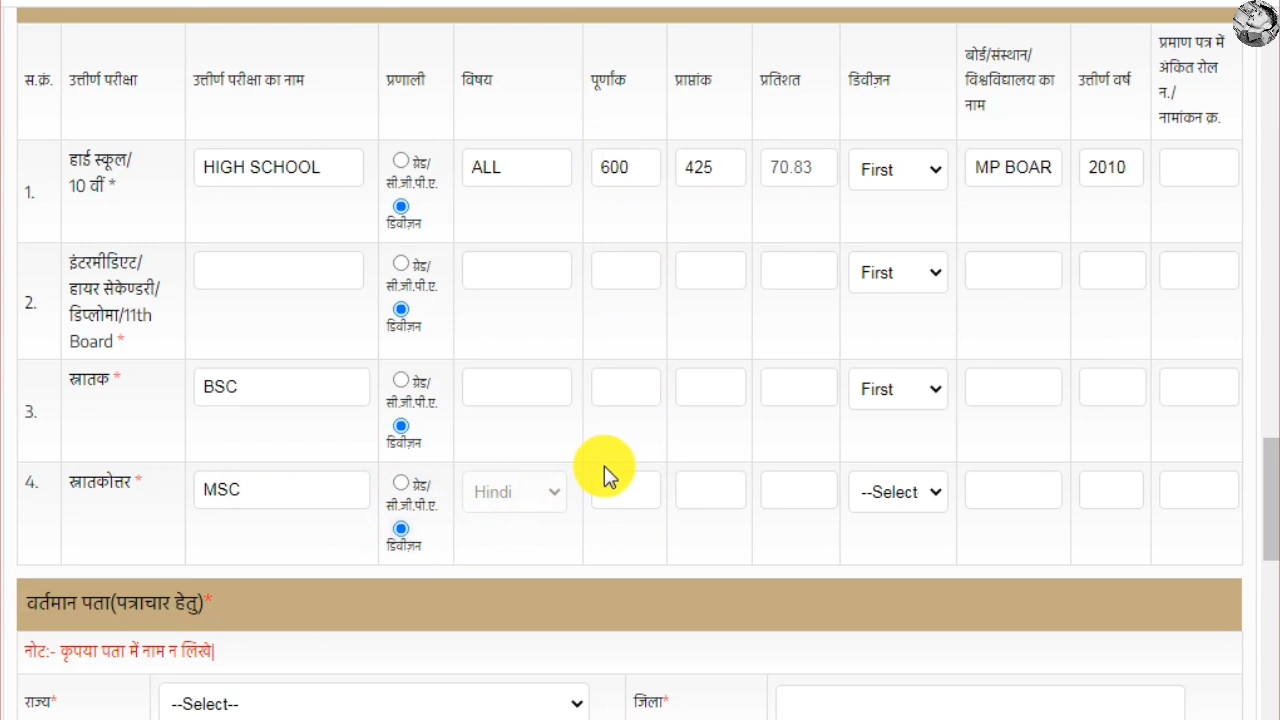 स.क्रं.
उत्तीर्ण परीक्षा
उत्तीर्ण परीक्षा का नाम
प्रणाली
विषय
पूर्णांक
प्राप्तांक
प्रतिशत
डिवीज़न
बोर्ड/संस्थान/
विश्वविद्यालय का
नाम
उत्तीर्ण वर्ष
प्रमाण पत्र में
अंकित रोल
न./
नामांकन क्र.
1.
हाई स्कूल/
10 वीं *
HIGH SCHOOL
ग्रेड/
सी.जी.पी.ए.
डिवीज़न
ALL
600
425
70.83
First
MP BOAR
2010
2.
इंटरमीडिएट/
हायर सेकेण्डरी/
डिप्लोमा/11th
Board *
ग्रेड/
सी.जी.पी.ए.
डिवीज़न
First
3.
स्नातक *
BSC
ग्रेड/
सी.जी.पी.ए.
डिवीज़न
First
4.
स्नातकोत्तर *
MSC
ग्रेड/
सी.जी.पी.ए.
डिवीज़न
Hindi
--Select
वर्तमान पता(पत्राचार हेतु)*
नोट:- कृपया पता में नाम न लिखे|
राज्य*
--Select--
जिला*